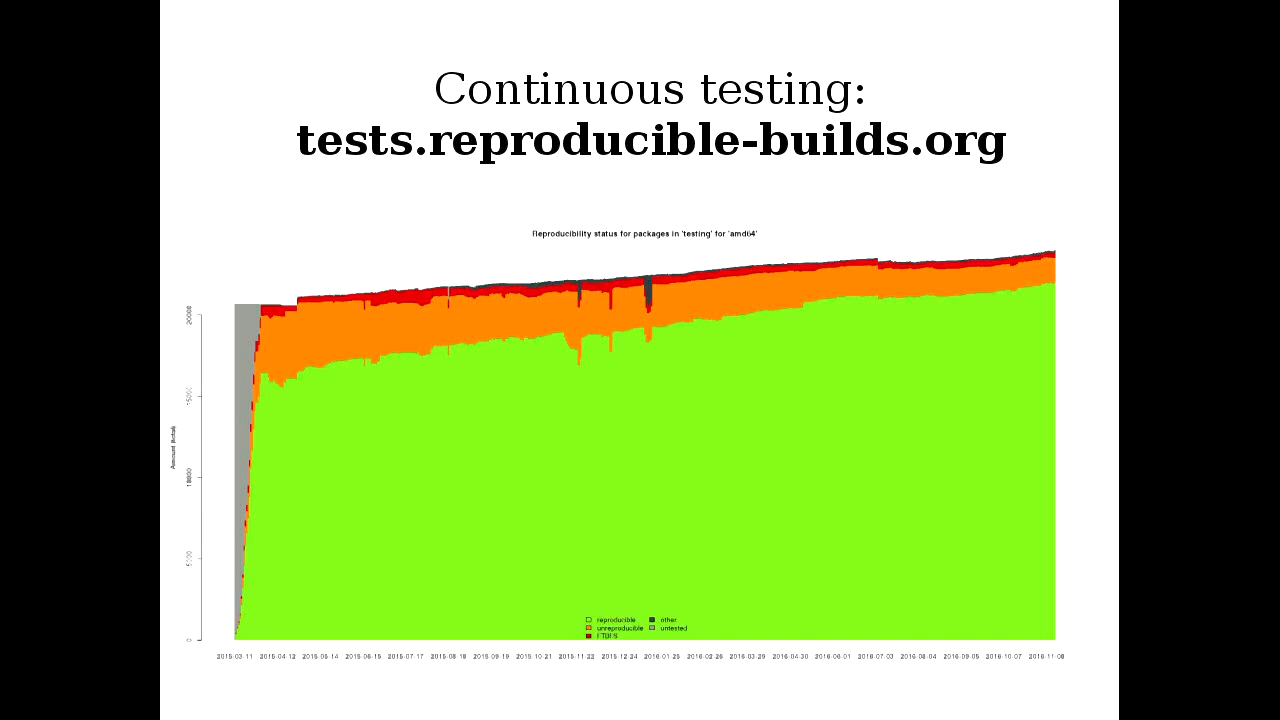 Continuous testing:
tests.reproducible-builds.org
Reproducibility status for packages in 'testing' for 'amd64'
Amount (total)
20000
15000
10000
5000
0
reproducible
unreproducible
FTBFS
other
untested
2015-03-11 2015-04-12 2015-05-14 2015-06-15 2015-07-17 2015-08-18 2015-09-19 2015-10-21 2015-11-22 2015-12-24 2016-01-25 2016-02-26 2016-03-29 2016-04-30 2016-06-01 2016-07-03 2016-08-04 2016-09-05 2016-10-07 2016-11-08